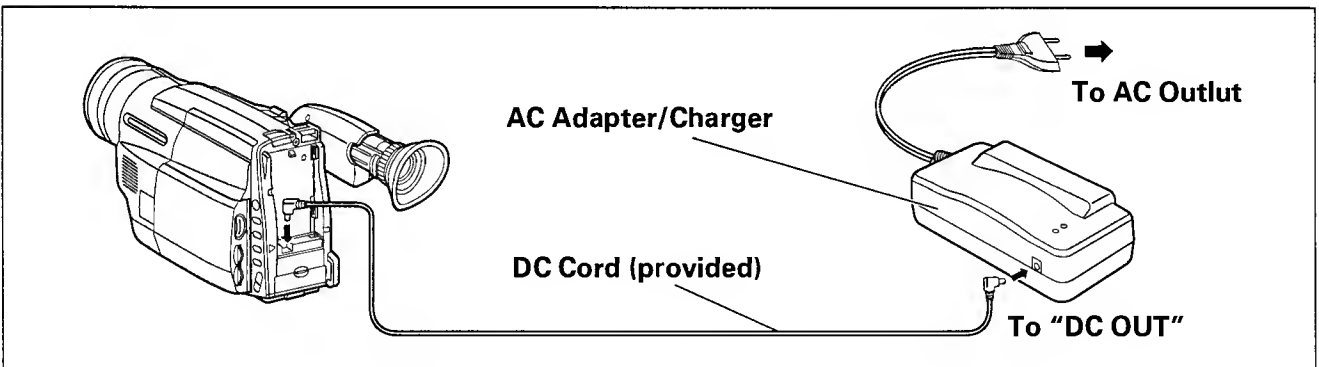 To AC Outlut
AC Adapter/Charger
DC Cord (provided)
To "DC OUT"